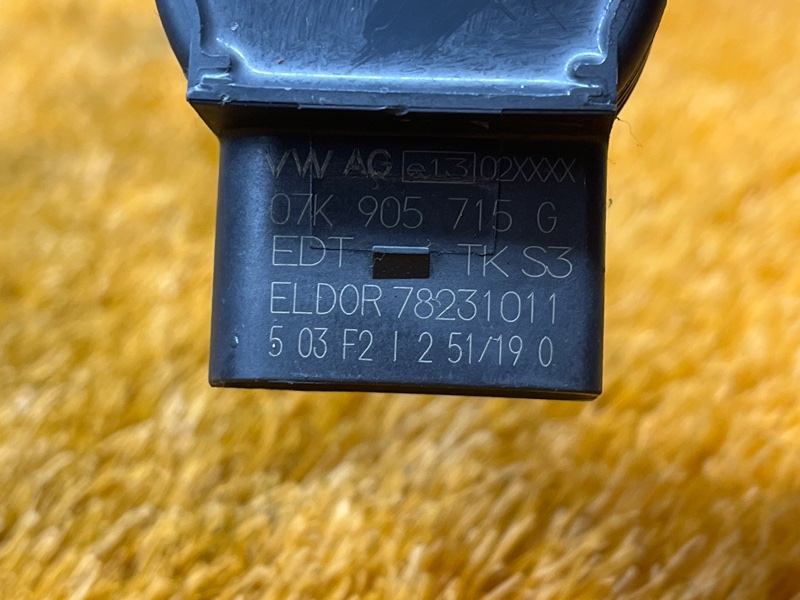 VW AG e13 02XXXX
07K 905 715 G
EDT TK S3
ELDOR 78231011
5 03 F2 I 2 51/19 0